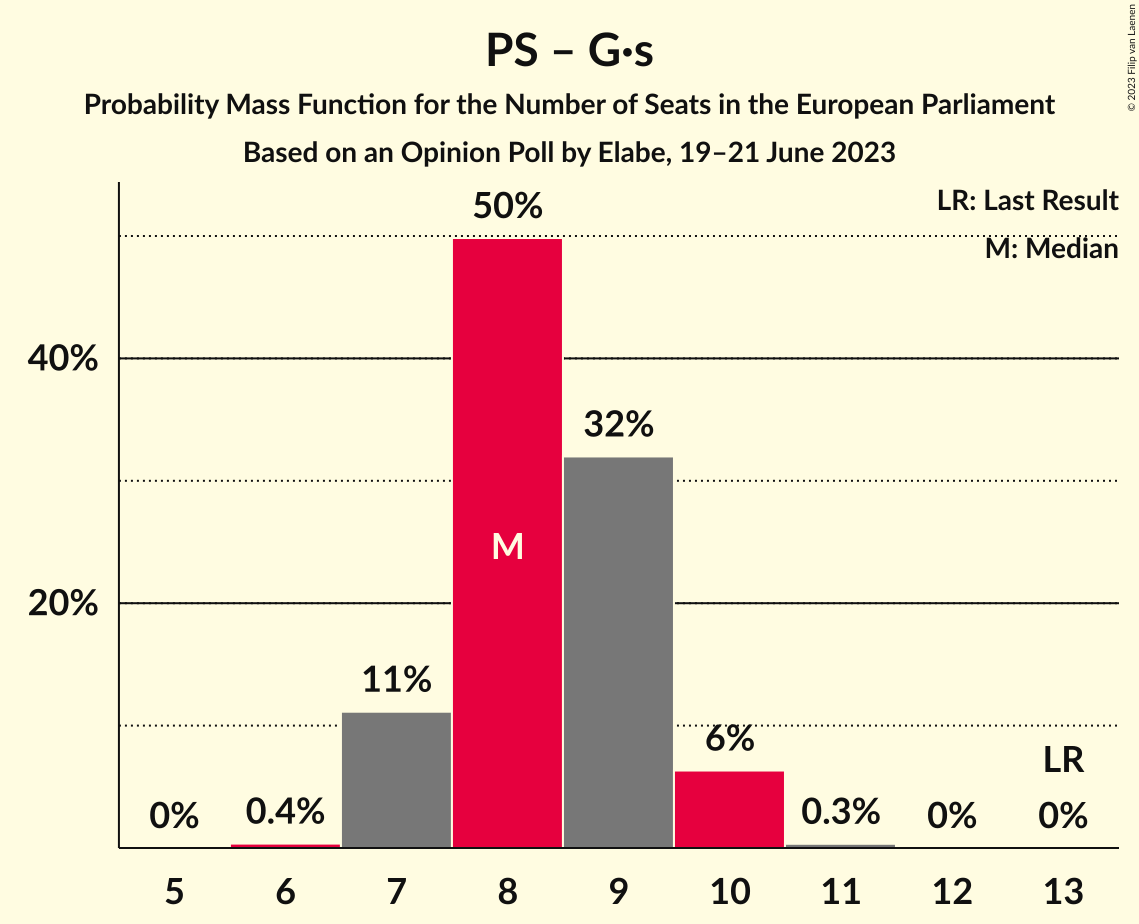 PS – G·s
Probability Mass Function for the Number of Seats in the European Parliament
Based on an Opinion Poll by Elabe, 19–21 June 2023
© 2023 Filip van Laenen
LR: Last Result
M: Median
50%
40%
32%
M
20%
11%
6%
LR
0%
0.4%
0.3%
0%
0%
5
6
7
8
9
10
11
12
13